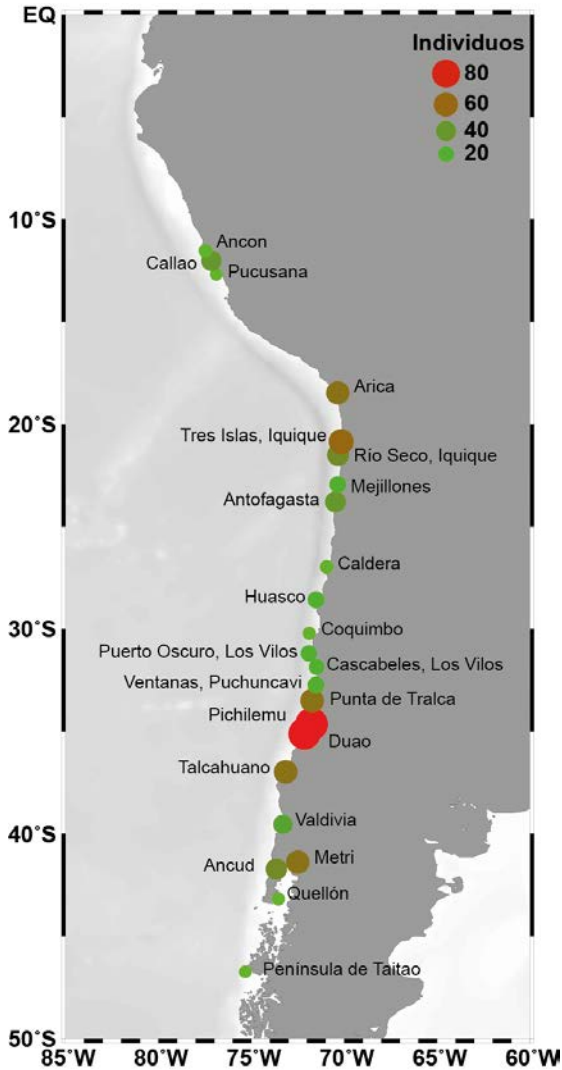 EQ
Individuos
80
60
40
20
10°S
Ancon
Callao
Pucusana
Arica
20°S
Tres Islas, Iquique
Río Seco, Iquique
Mejillones
Antofagasta
Caldera
Huasco
30°S
Coquimbo
Puerto Oscuro, Los Vilos
Cascabeles, Los Vilos
Ventanas, Puchuncavi
Punta de Tralca
Pichilemu
Duao
Talcahuano
40°S
Valdivia
Ancud
Metri
Quellón
Península de Taitao
50°S
85°W 80°W 75°W 70°W 65°W 60°W